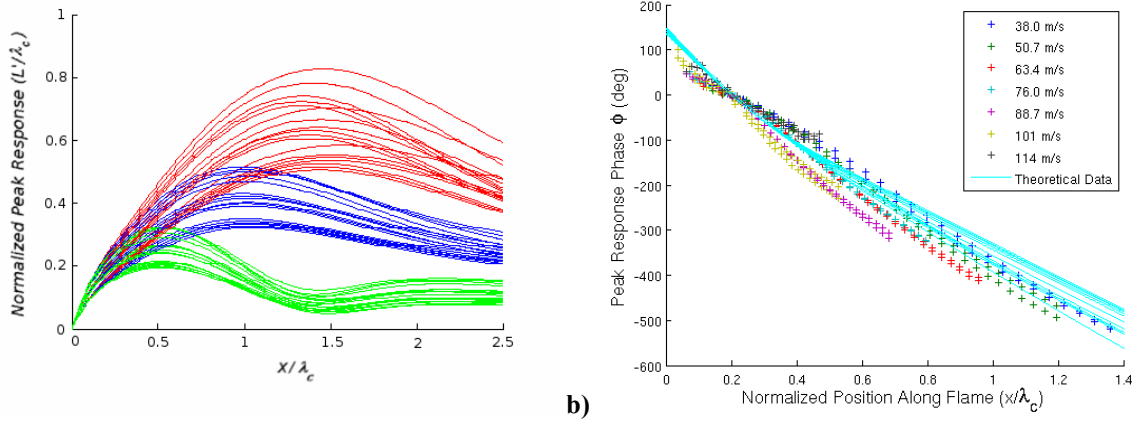 1
0.8
0.6
0.4
0.2
0
0 0.5 1 1.5 2 2.5
Normalized Peak Response (L'/λc)
X/λc
b)
200
100
0
-100
-200
-300
-400
-500
-600
0 0.2 0.4 0.6 0.8 1 1.2 1.4
Peak Response Phase ϕ (deg)
Normalized Position Along Flame (x/λC)
38.0 m/s
50.7 m/s
63.4 m/s
76.0 m/s
88.7 m/s
101 m/s
114 m/s
Theoretical Data